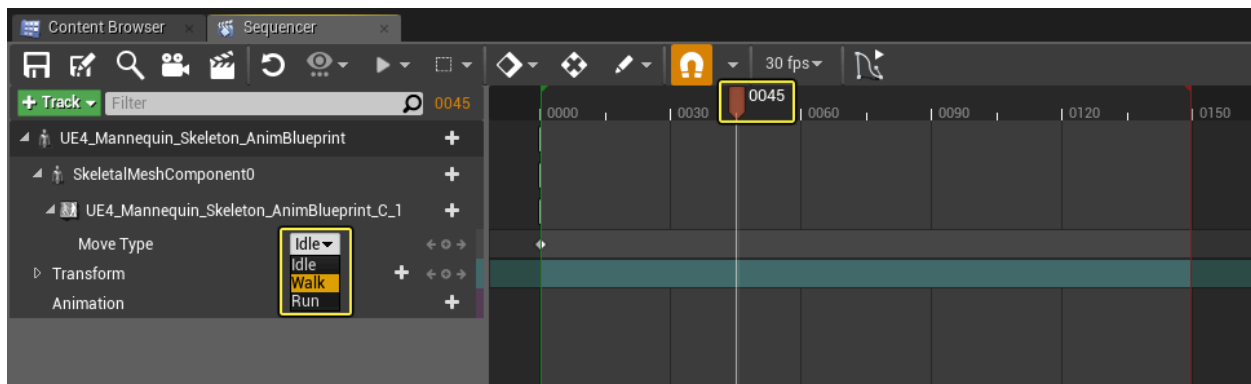 Content Browser Sequencer
30 fps
+ Track Filter 0045
0045
0000 0030 0060 0090 0120 0150
UE4_Mannequin_Skeleton_AnimBlueprint
SkeletalMeshComponent0
UE4_Mannequin_Skeleton_AnimBlueprint_C_1
Move Type Idle
Idle
Transform
Walk
Animation Run